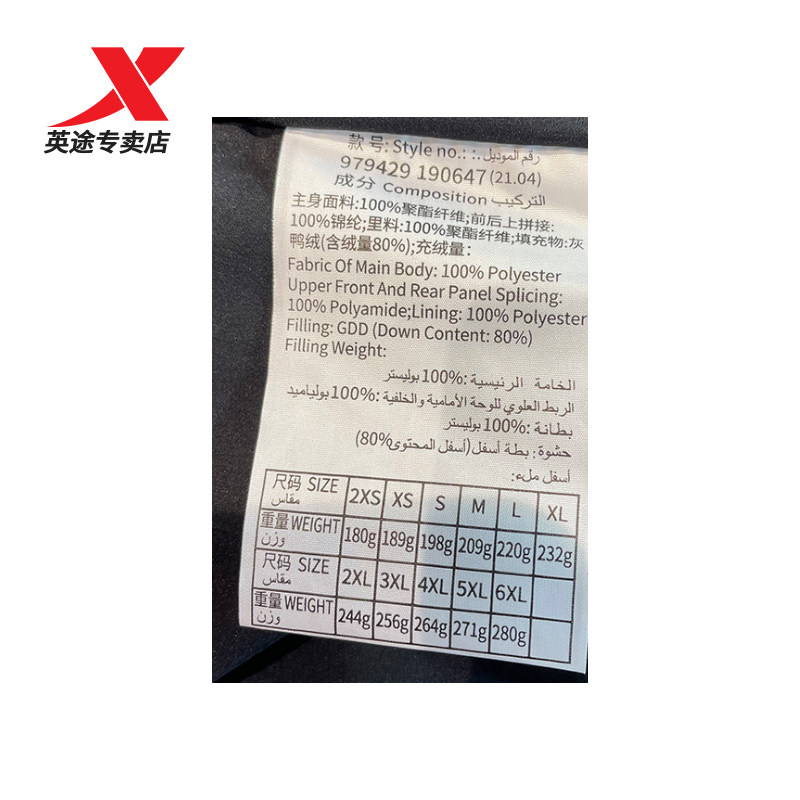 英途专卖店
款号: Style no.: :. رقم الموديل
979429 190647 (21.04)
成分 Composition التركيب
主身面料:100%聚酯纤维;前后上拼接:
100%锦纶;里料:100%聚酯纤维;填充物:灰
鸭绒(含绒量80%);充绒量:
Fabric Of Main Body: 100% Polyester
Upper Front And Rear Panel Splicing:
100% Polyamide;Lining: 100% Polyester
Filling: GDD (Down Content: 80%)
Filling Weight:
الخامة الرئيسية :100% بوليستر
الربط العلوي للوحة الأمامية والخلفية :100% بولياميد
بطانة :100% بوليستر
حشوة: بطة أسفل(أسفل المحتوى80%)
أسفل ملء:
尺码 SIZE مقاس 2XS XS S M L XL
重量 WEIGHT وزن 180g 189g 198g 209g 220g 232g
尺码 SIZE مقاس 2XL 3XL 4XL 5XL 6XL
重量 WEIGHT وزن 244g 256g 264g 271g 280g